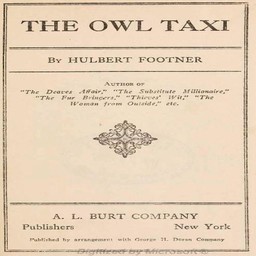 THE OWL TAXI
By HULBERT FOOTNER
AUTHOR OF
"The Deaves Affair," "The Substitute Millionaire,"
"The Fur Bringers," "Thieves' Wit," "The
Woman from Outside," etc.
A. L. BURT COMPANY
Publishers New York
Published by arrangement with George H. Doran Company
Digitized by Microsoft ®